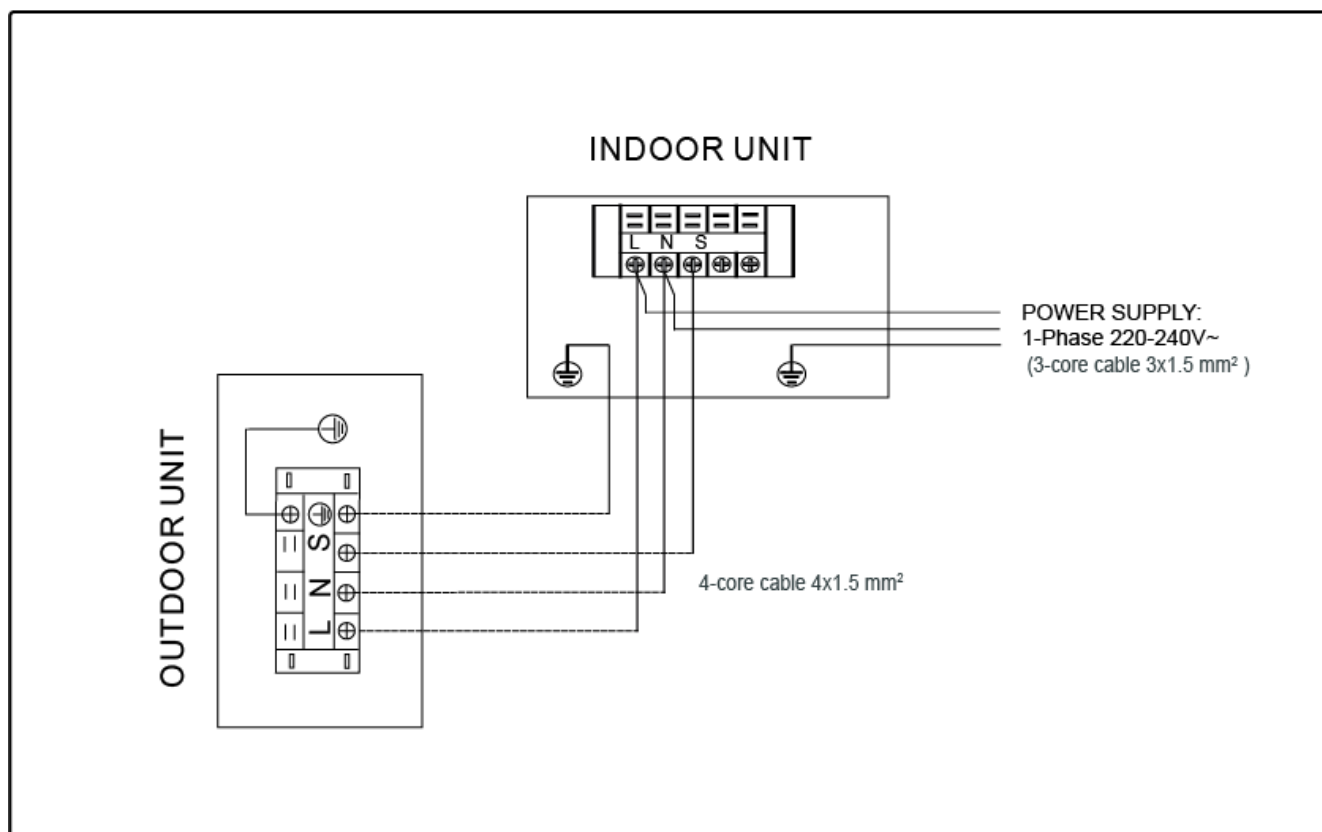 INDOOR UNIT
L N S
POWER SUPPLY:
1-Phase 220-240V~
(3-core cable 3x1.5 mm² )
OUTDOOR UNIT
S
N
L
4-core cable 4x1.5 mm²